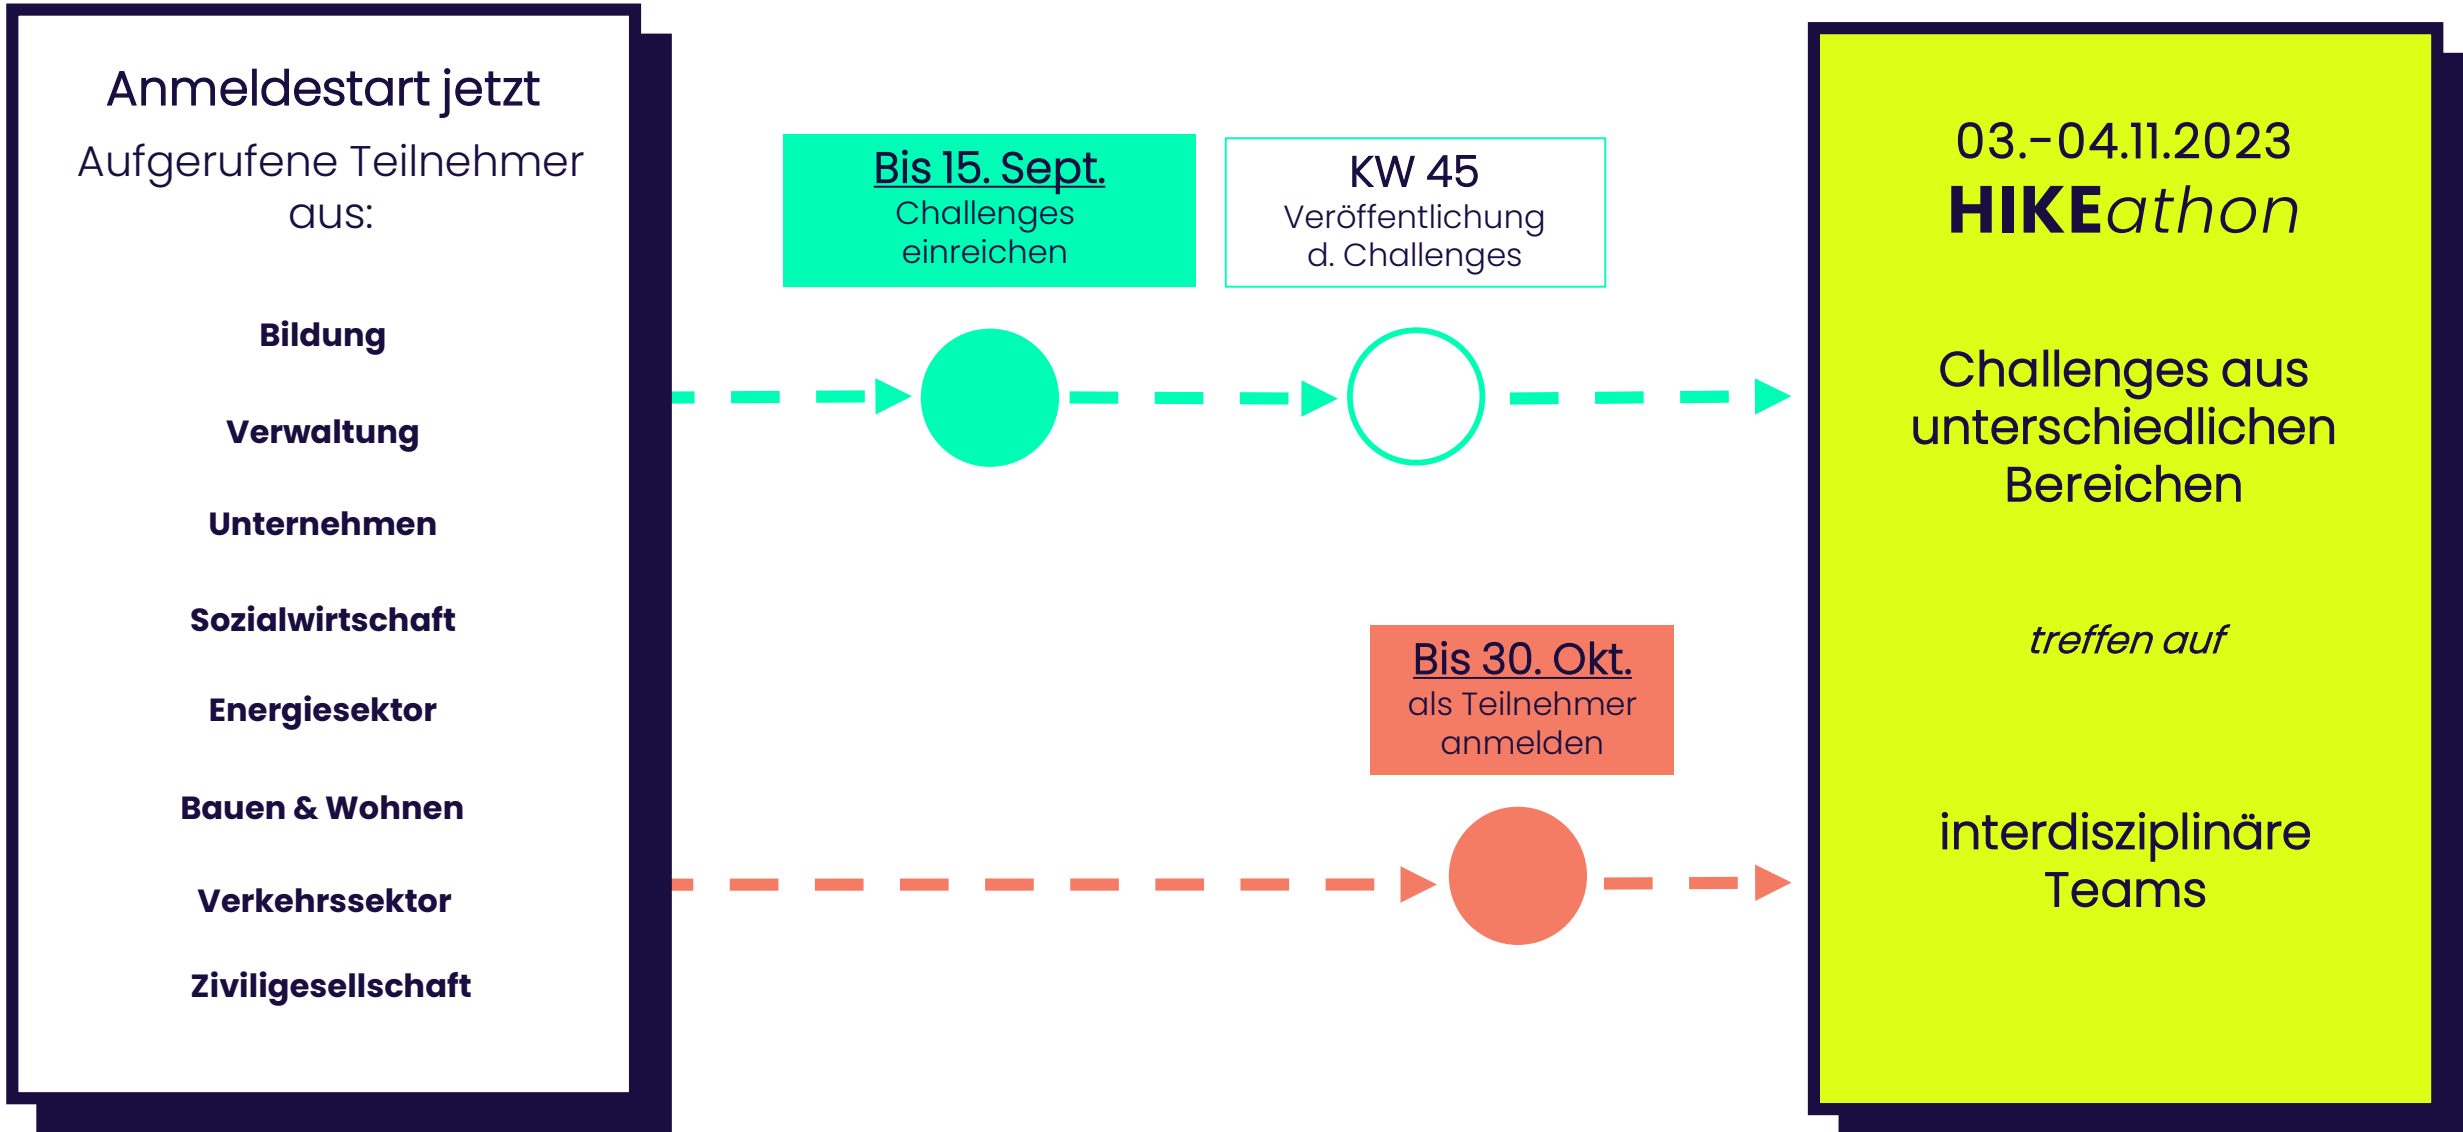 Anmeldestart jetzt
Aufgerufene Teilnehmer
aus:
Bildung
Verwaltung
Unternehmen
Sozialwirtschaft
Energiesektor
Bauen & Wohnen
Verkehrssektor
Ziviligesellschaft
Bis 15. Sept.
Challenges
einreichen
KW 45
Veröffentlichung
d. Challenges
Bis 30. Okt.
als Teilnehmer
anmelden
03.-04.11.2023
HIKEathon
Challenges aus
unterschiedlichen
Bereichen
treffen auf
interdisziplinäre
Teams